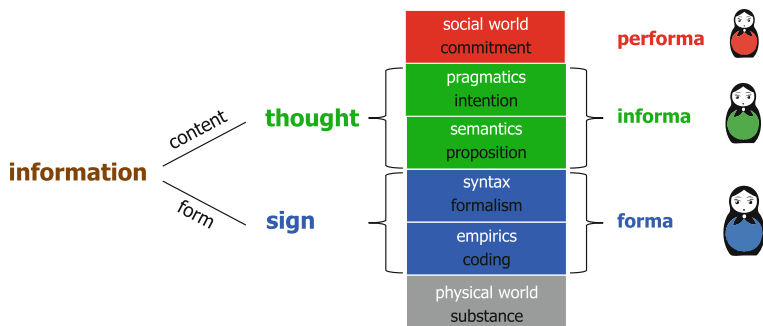 information
content
form
thought
sign
social world
commitment
pragmatics
intention
semantics
proposition
syntax
formalism
empirics
coding
physical world
substance
performa
informa
forma